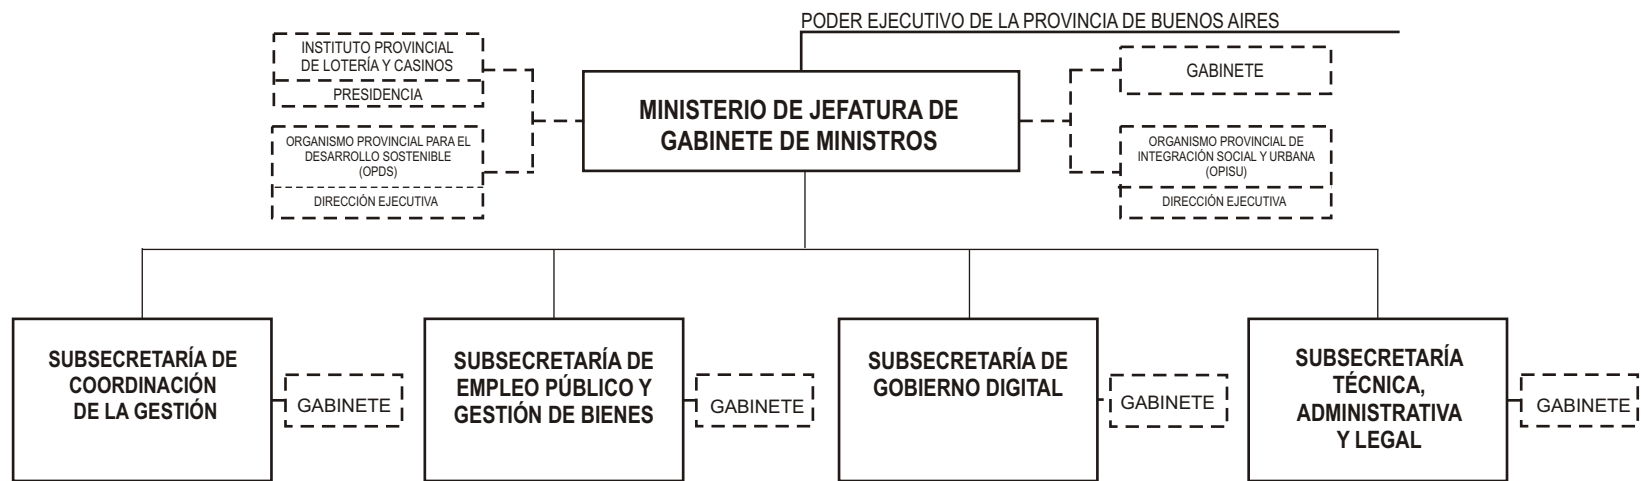 PODER EJECUTIVO DE LA PROVINCIA DE BUENOS AIRES
INSTITUTO PROVINCIAL
DE LOTERÍA Y CASINOS
PRESIDENCIA
ORGANISMO PROVINCIAL PARA EL
DESARROLLO SOSTENIBLE
(OPDS)
DIRECCIÓN EJECUTIVA
MINISTERIO DE JEFATURA DE
GABINETE DE MINISTROS
GABINETE
ORGANISMO PROVINCIAL DE
INTEGRACIÓN SOCIAL Y URBANA
(OPISU)
DIRECCIÓN EJECUTIVA
SUBSECRETARÍA DE
COORDINACIÓN
DE LA GESTIÓN
GABINETE
SUBSECRETARÍA DE
EMPLEO PÚBLICO Y
GESTIÓN DE BIENES
GABINETE
SUBSECRETARÍA DE
GOBIERNO DIGITAL
GABINETE
SUBSECRETARÍA
TÉCNICA,
ADMINISTRATIVA
Y LEGAL
GABINETE